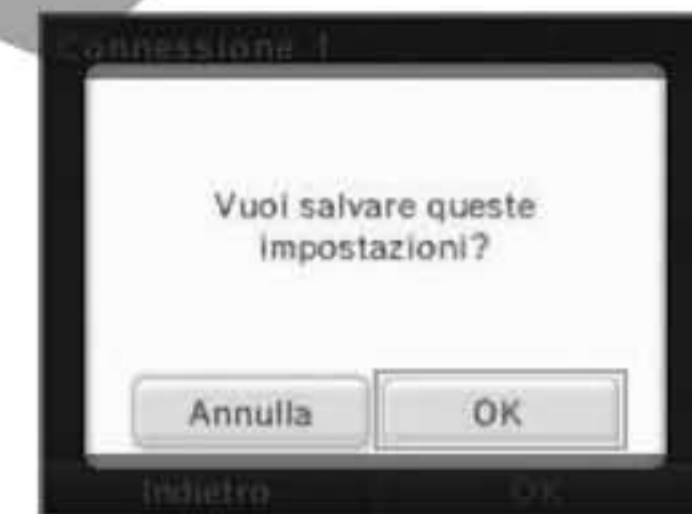 Connessione 1
Vuoi salvare queste
impostazioni?
Annulla OK
Indietro OK